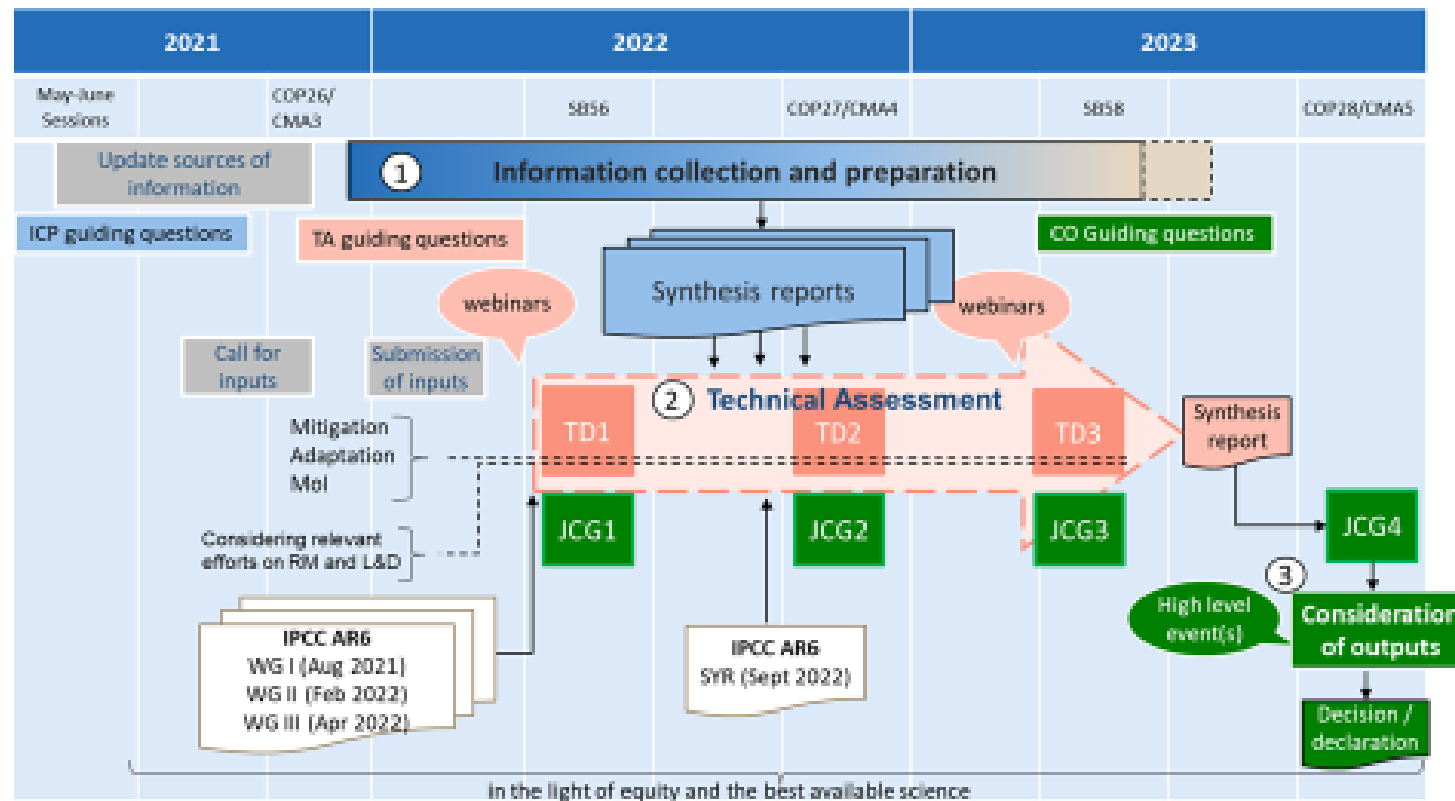 2021
2022
2023
May-June
Sessions
COP26/
CMA3
SB56
COP27/CMA4
SB58
COP28/CMA5
Update sources of
information
1
Information collection and preparation
ICP guiding questions
TA guiding questions
CO Guiding questions
webinars
Synthesis reports
webinars
Call for
inputs
Submission
of inputs
2
Technical Assessment
TD1
TD2
TD3
Synthesis
report
Mitigation
Adaptation
MoI
JCG1
JCG2
JCG3
JCG4
Considering relevant
efforts on RM and L&D
3
High level
event(s)
Consideration
of outputs
IPCC AR6
WG I (Aug 2021)
WG II (Feb 2022)
WG III (Apr 2022)
IPCC AR6
SYR (Sept 2022)
Decision /
declaration
in the light of equity and the best available science